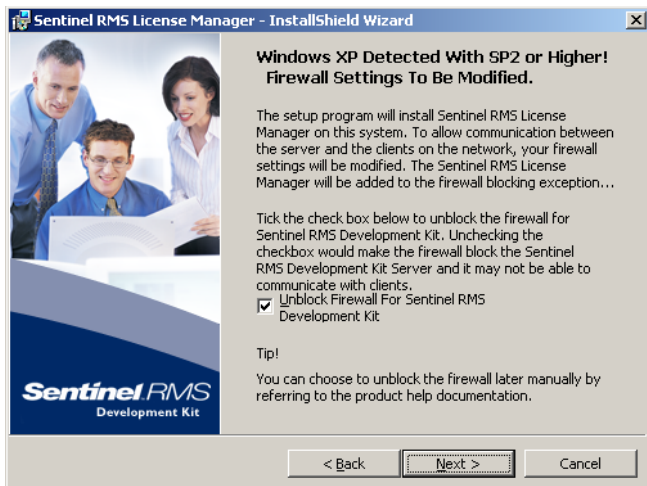 Sentinel RMS License Manager - InstallShield Wizard
Windows XP Detected With SP2 or Higher!
Firewall Settings To Be Modified.
The setup program will install Sentinel RMS License
Manager on this system. To allow communication between
the server and the clients on the network, your firewall
settings will be modified. The Sentinel RMS License
Manager will be added to the firewall blocking exception...
Tick the check box below to unblock the firewall for
Sentinel RMS Development Kit. Unchecking the
checkbox would make the firewall block the Sentinel
RMS Development Kit Server and it may not be able to
communicate with clients.
Unblock Firewall For Sentinel RMS
Development Kit
Tip!
You can choose to unblock the firewall later manually by
referring to the product help documentation.
Sentinel RMS
Development Kit
< Back Next > Cancel